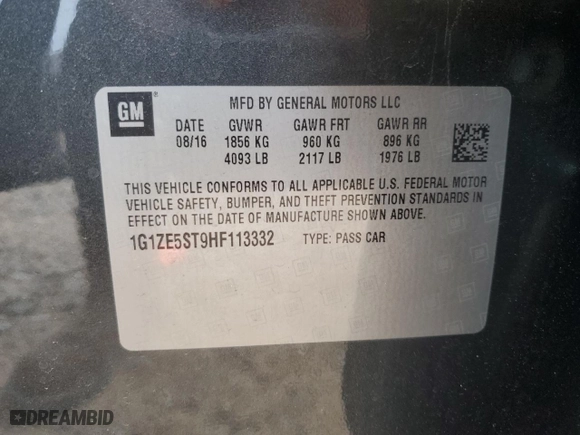 GM
MFD BY GENERAL MOTORS LLC
DATE GVWR GAWR FRT GAWR RR
08/16 1856 KG 960 KG 896 KG
4093 LB 2117 LB 1976 LB
THIS VEHICLE CONFORMS TO ALL APPLICABLE U.S. FEDERAL MOTOR
VEHICLE SAFETY, BUMPER, AND THEFT PREVENTION STANDARDS IN
EFFECT ON THE DATE OF MANUFACTURE SHOWN ABOVE.
1G1ZE5ST9HF113332 TYPE: PASS CAR
DREAMBID